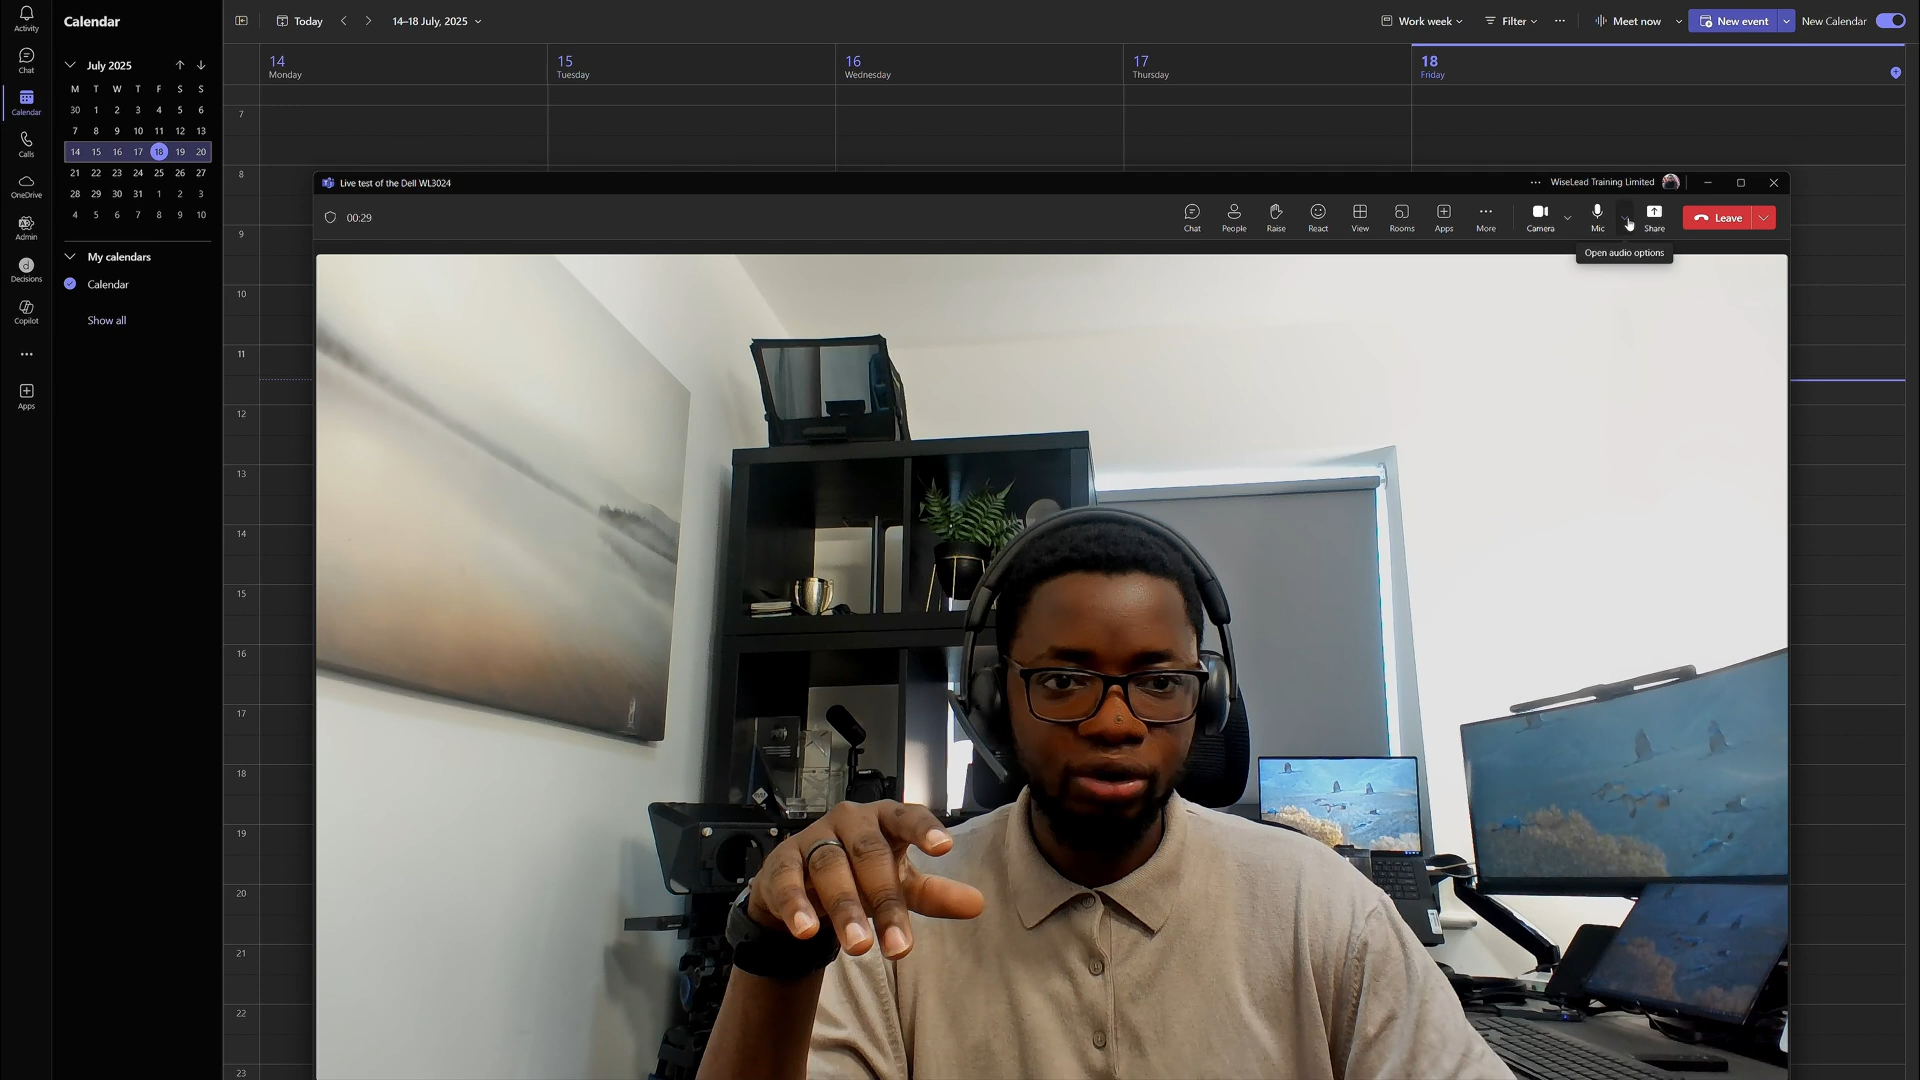 Activity
Chat
Calendar
Calls
OneDrive
Admin
Decisions
Copilot
Apps
Calendar
July 2025
M T W T F S S
30 1 2 3 4 5 6
7 8 9 10 11 12 13
14 15 16 17 18 19 20
21 22 23 24 25 26 27
28 29 30 31 1 2 3
4 5 6 7 8 9 10
My calendars
Calendar
Show all
Today
14–18 July, 2025
Work week
Filter
Meet now
New event
New Calendar
14
Monday
15
Tuesday
16
Wednesday
17
Thursday
18
Friday
7
8
9
10
11
12
13
14
15
16
17
18
19
20
21
22
23
Live test of the Dell WL3024
WiseLead Training Limited
00:29
Chat
People
Raise
React
View
Rooms
Apps
More
Camera
Mic
Share
Leave
Open audio options